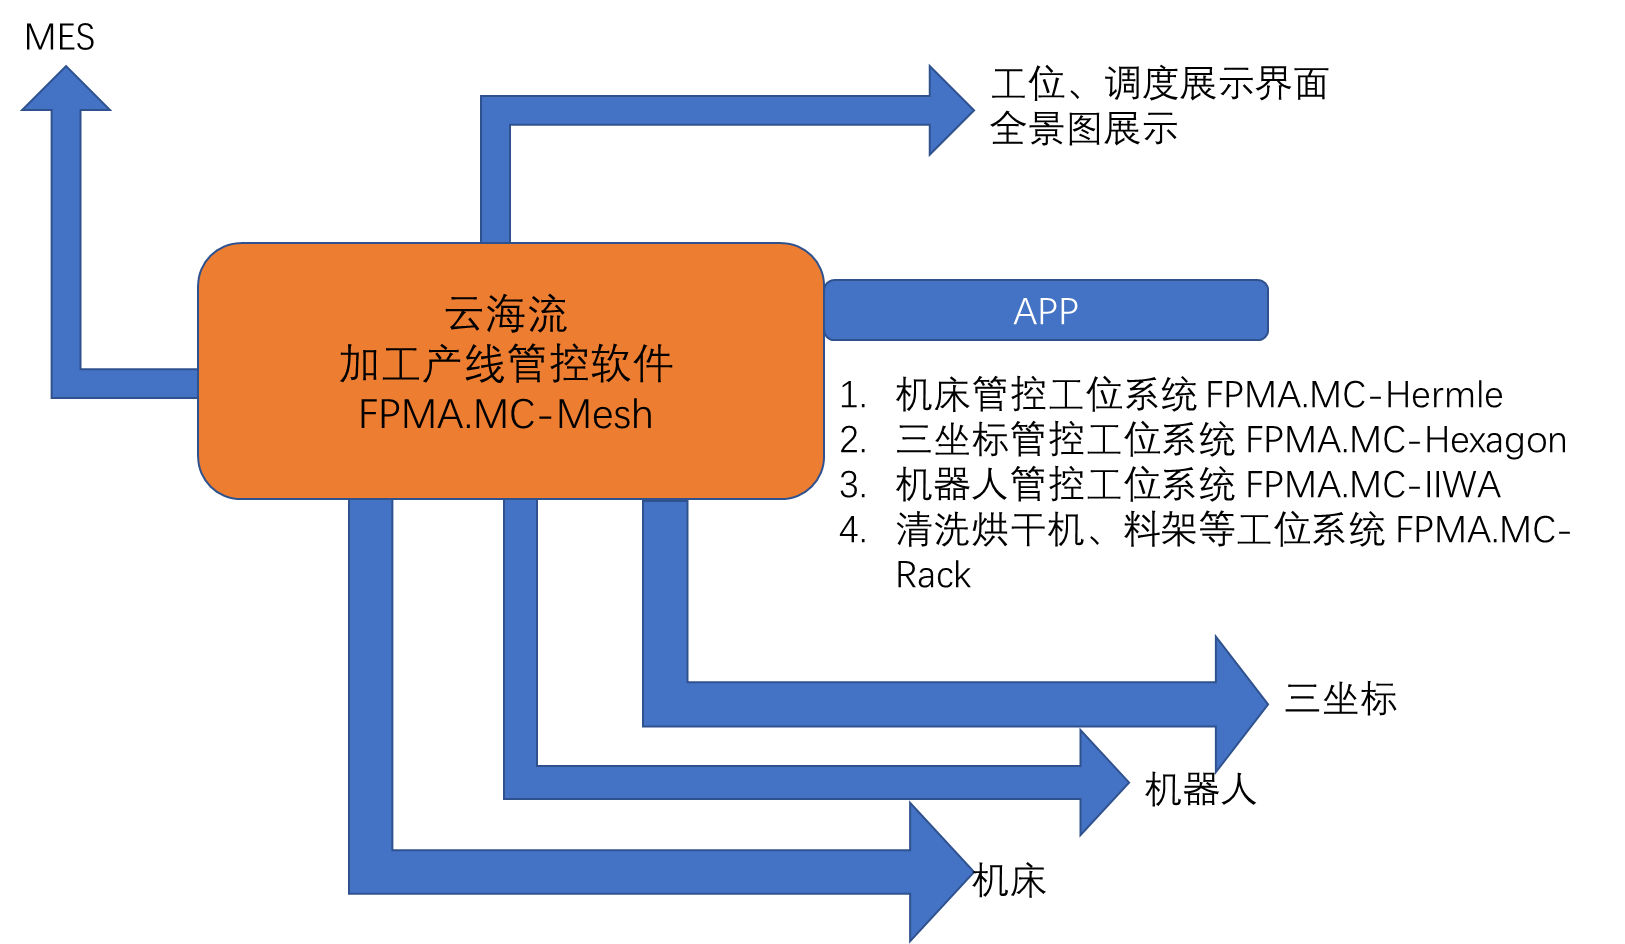 MES
工位、调度展示界面
全景图展示
云海流
加工产线管控软件
FPMA.MC-Mesh
APP
1. 机床管控工位系统 FPMA.MC-Hermle
2. 三坐标管控工位系统 FPMA.MC-Hexagon
3. 机器人管控工位系统 FPMA.MC-IIWA
4. 清洗烘干机、料架等工位系统 FPMA.MC-
Rack
三坐标
机器人
机床